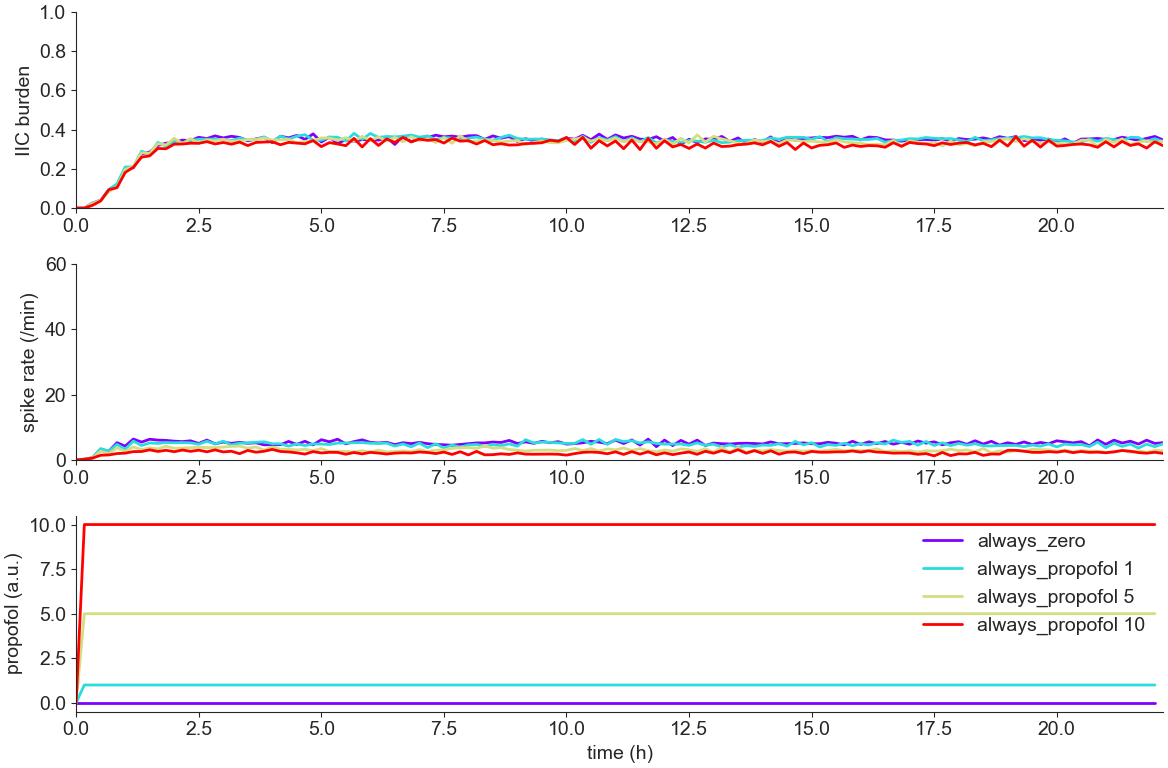 1.0
0.8
0.6
0.4
0.2
0.0
IIC burden
0.0 2.5 5.0 7.5 10.0 12.5 15.0 17.5 20.0
60
40
20
0
spike rate (/min)
0.0 2.5 5.0 7.5 10.0 12.5 15.0 17.5 20.0
10.0
7.5
5.0
2.5
0.0
propofol (a.u.)
always_zero
always_propofol 1
always_propofol 5
always_propofol 10
0.0 2.5 5.0 7.5 10.0 12.5 15.0 17.5 20.0
time (h)